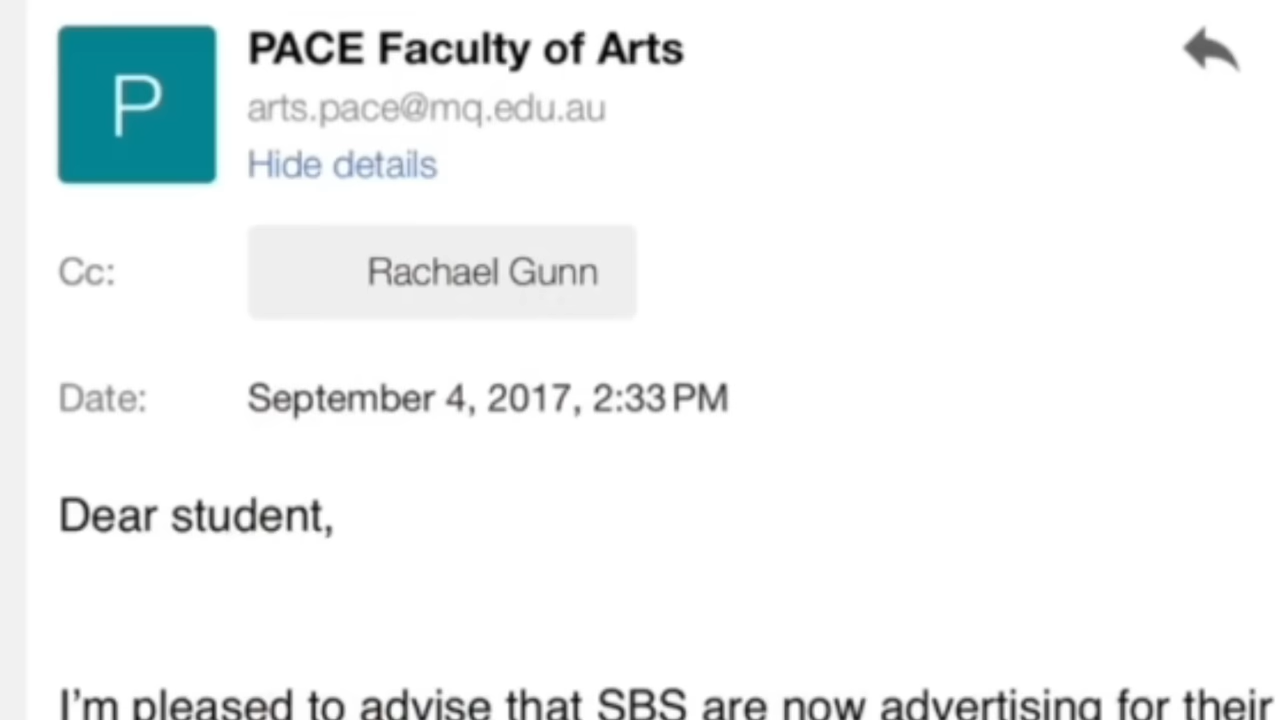 P
PACE Faculty of Arts
arts.pace@mq.edu.au
Hide details
Cc: Rachael Gunn
Date: September 4, 2017, 2:33 PM
Dear student,
I'm pleased to advise that SBS are now advertising for their